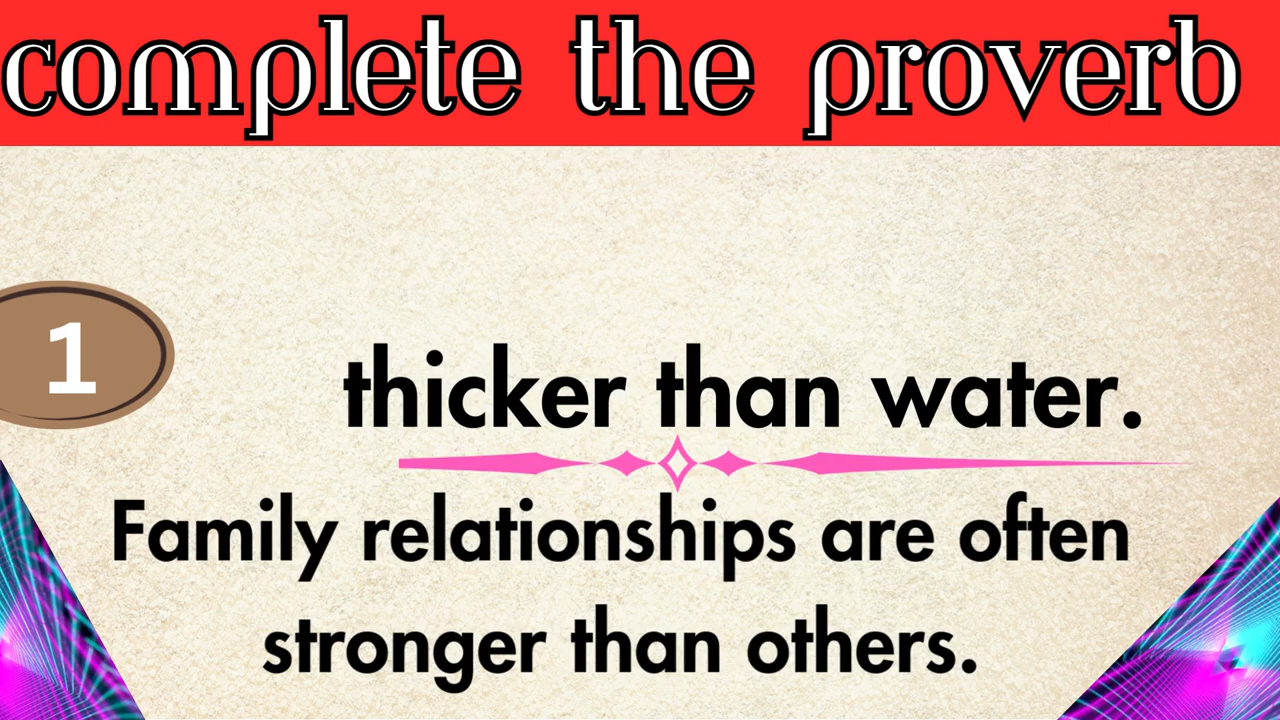 complete the proverb
1
thicker than water.
Family relationships are often
stronger than others.